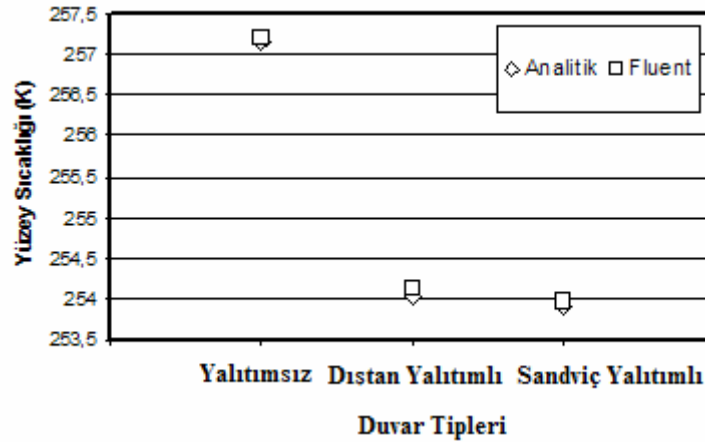 257,5
257
256,5
256
255,5
255
254,5
254
253,5
Yüzey Sıcaklığı (K)
Analitik Fluent
Yalıtımsız Dıştan Yalıtımlı Sandviç Yalıtımlı
Duvar Tipleri